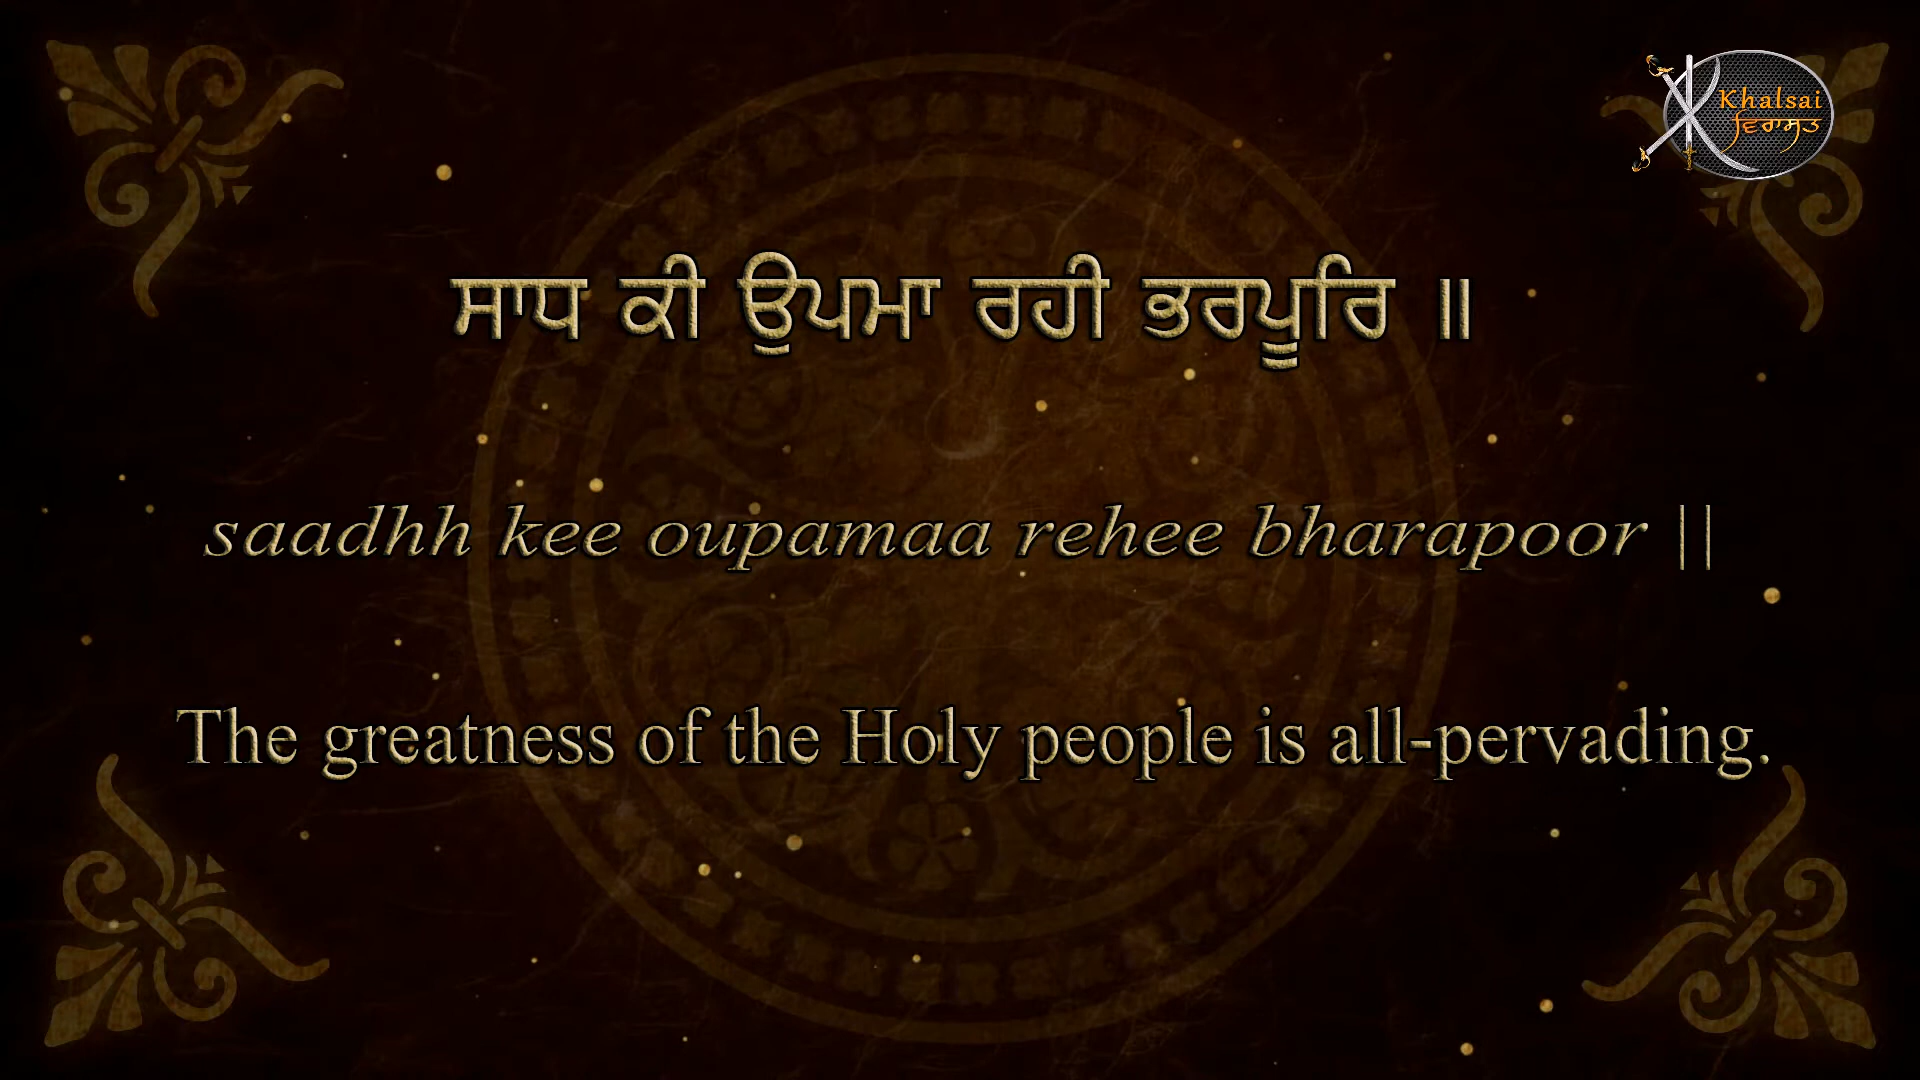 Khalsai
ਵਿਰਾਸਤ
ਸਾਧ ਕੀ ਉਪਮਾ ਰਹੀ ਭਰਪੂਰਿ ॥
saadhh kee oupamaa rehee bharapoor ||
The greatness of the Holy people is all-pervading.